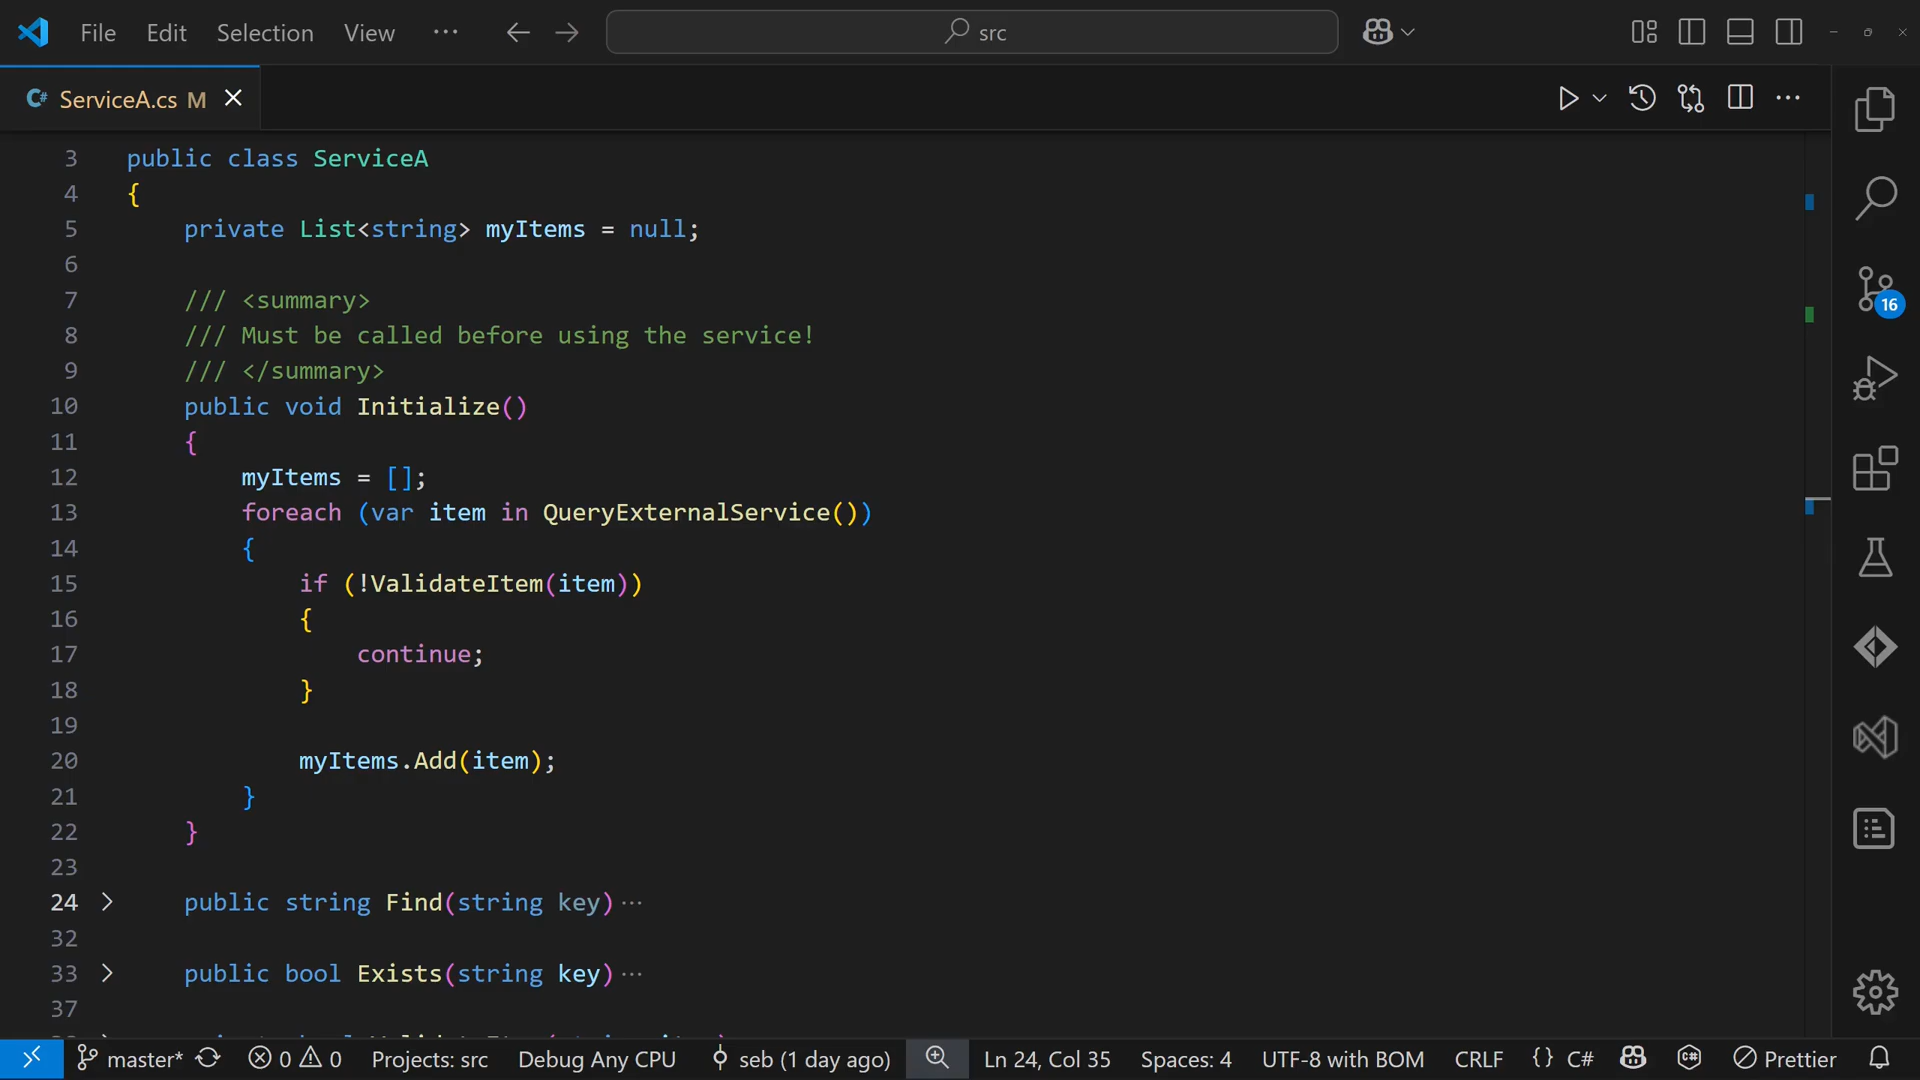 File Edit Selection View ··· src
C# ServiceA.cs M
3 public class ServiceA
4 {
5 private List<string> myItems = null;
6
7 /// <summary>
8 /// Must be called before using the service!
9 /// </summary>
10 public void Initialize()
11 {
12 myItems = [];
13 foreach (var item in QueryExternalService())
14 {
15 if (!ValidateItem(item))
16 {
17 continue;
18 }
19
20 myItems.Add(item);
21 }
22 }
23
24 public string Find(string key)···
32
33 public bool Exists(string key)···
37
16
master* 0 0 Projects: src Debug Any CPU seb (1 day ago) Ln 24, Col 35 Spaces: 4 UTF-8 with BOM CRLF {} C# Prettier